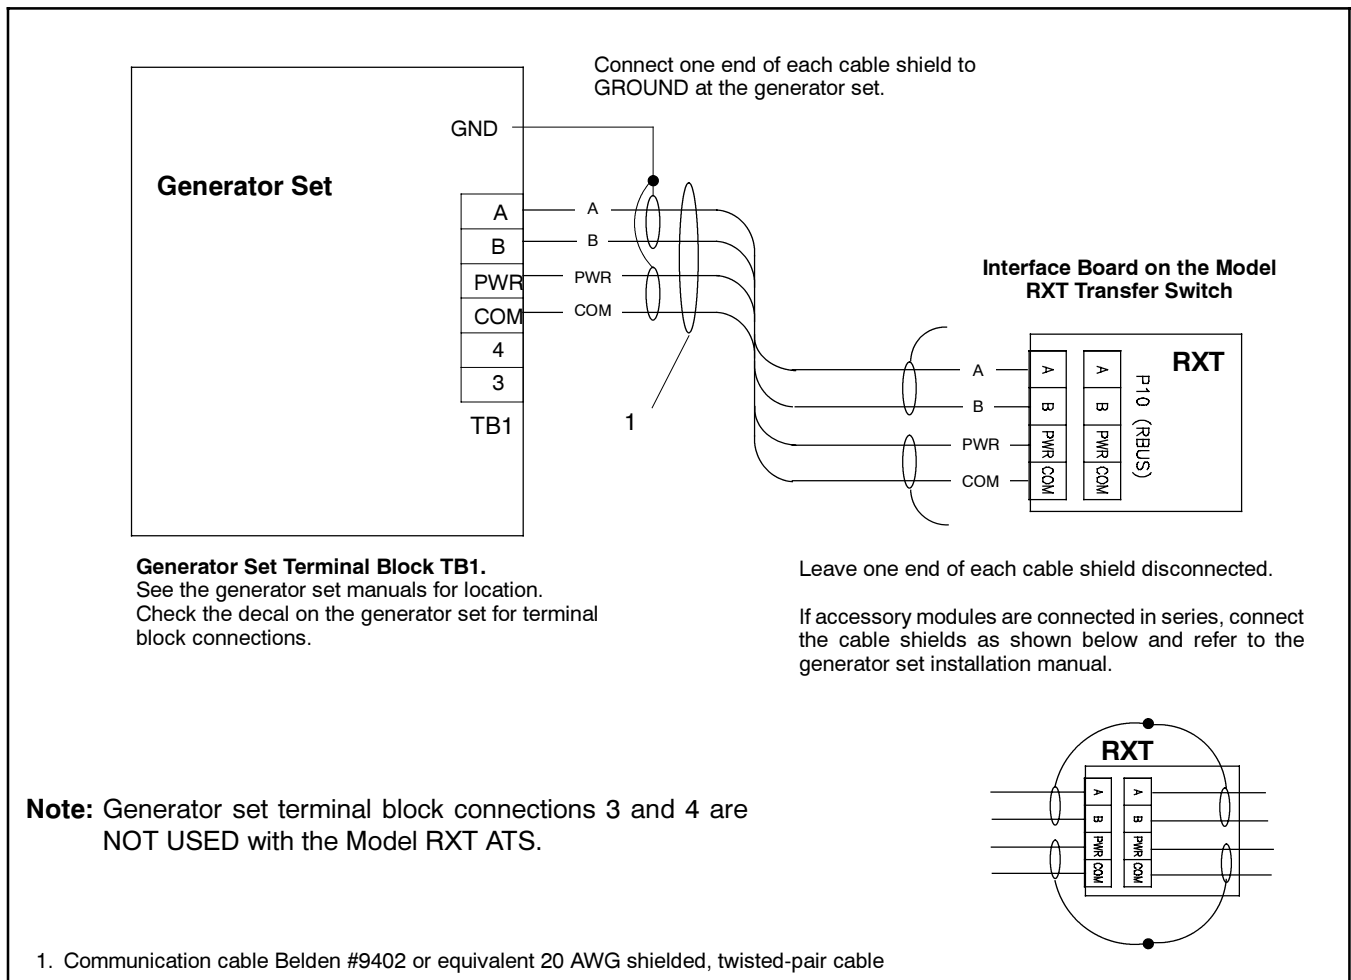 Connect one end of each cable shield to
GROUND at the generator set.
GND
Generator Set
A
B
PWR
COM
4
3
TB1
A
B
PWR
COM
1
Interface Board on the Model
RXT Transfer Switch
RXT
A
B
PWR
COM
A
B
PWR
COM
A
B
PWR
COM
P10 (RBUS)
Generator Set Terminal Block TB1.
See the generator set manuals for location.
Check the decal on the generator set for terminal
block connections.
Leave one end of each cable shield disconnected.
If accessory modules are connected in series, connect
the cable shields as shown below and refer to the
generator set installation manual.
RXT
A
B
PWR
COM
A
B
PWR
COM
Note: Generator set terminal block connections 3 and 4 are
NOT USED with the Model RXT ATS.
1. Communication cable Belden #9402 or equivalent 20 AWG shielded, twisted-pair cable